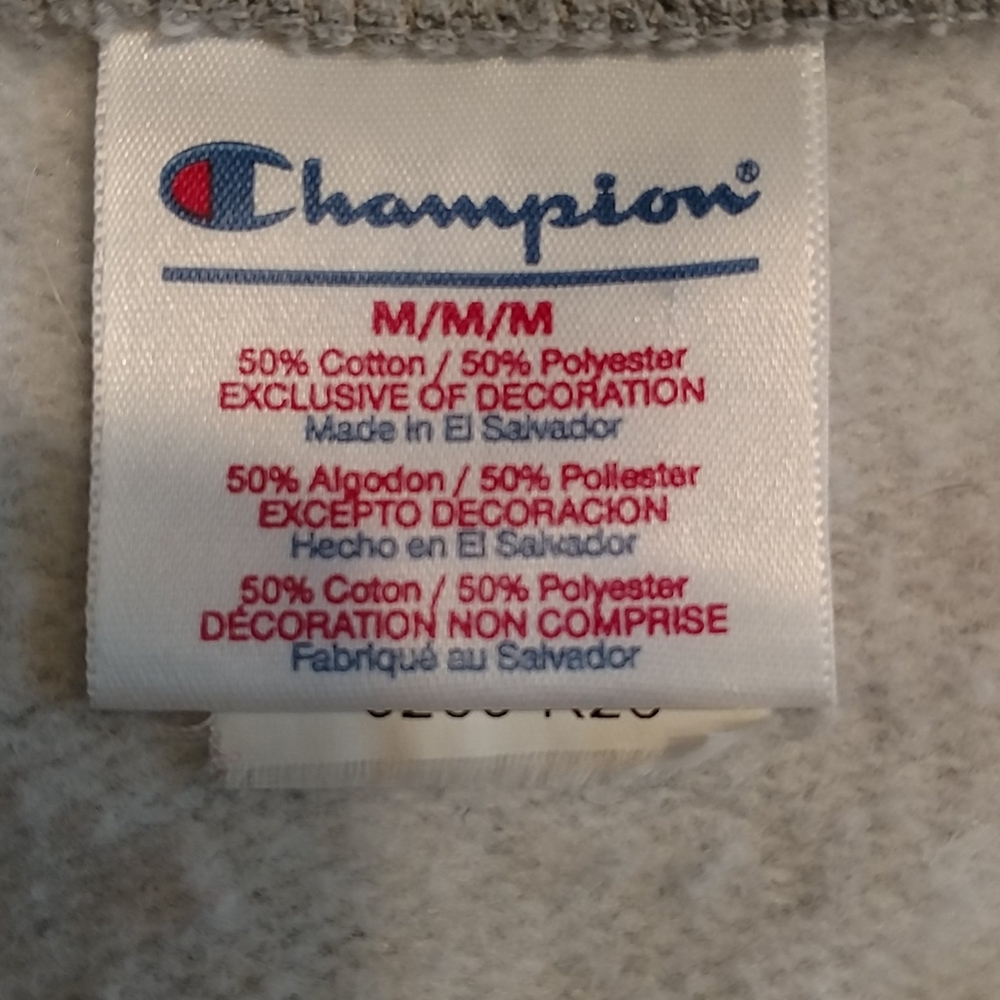 Champion®
M/M/M
50% Cotton / 50% Polyester
EXCLUSIVE OF DECORATION
Made in El Salvador
50% Algodon / 50% Poliester
EXCEPTO DECORACION
Hecho en El Salvador
50% Coton / 50% Polyester
DÉCORATION NON COMPRISE
Fabriqué au Salvador